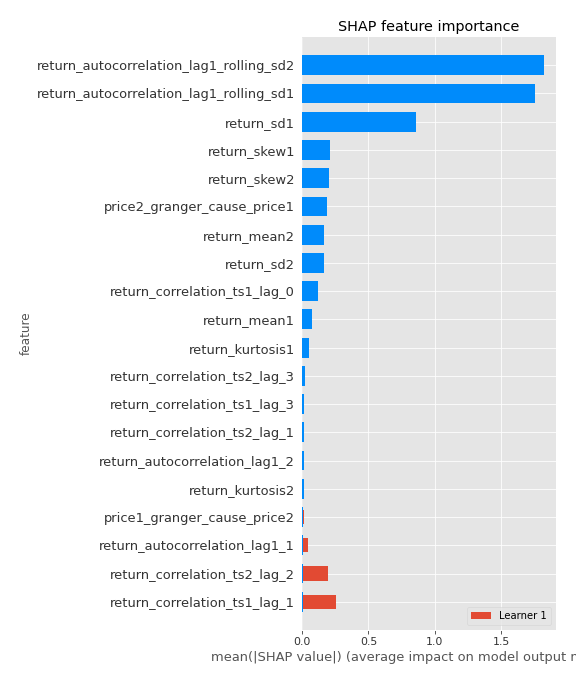 SHAP feature importance
return_autocorrelation_lag1_rolling_sd2
return_autocorrelation_lag1_rolling_sd1
return_sd1
return_skew1
return_skew2
price2_granger_cause_price1
return_mean2
return_sd2
return_correlation_ts1_lag_0
return_mean1
return_kurtosis1
return_correlation_ts2_lag_3
return_correlation_ts1_lag_3
return_correlation_ts2_lag_1
return_autocorrelation_lag1_2
return_kurtosis2
price1_granger_cause_price2
return_autocorrelation_lag1_1
return_correlation_ts2_lag_2
return_correlation_ts1_lag_1
feature
Learner 1
0.0 0.5 1.0 1.5
mean(|SHAP value|) (average impact on model output